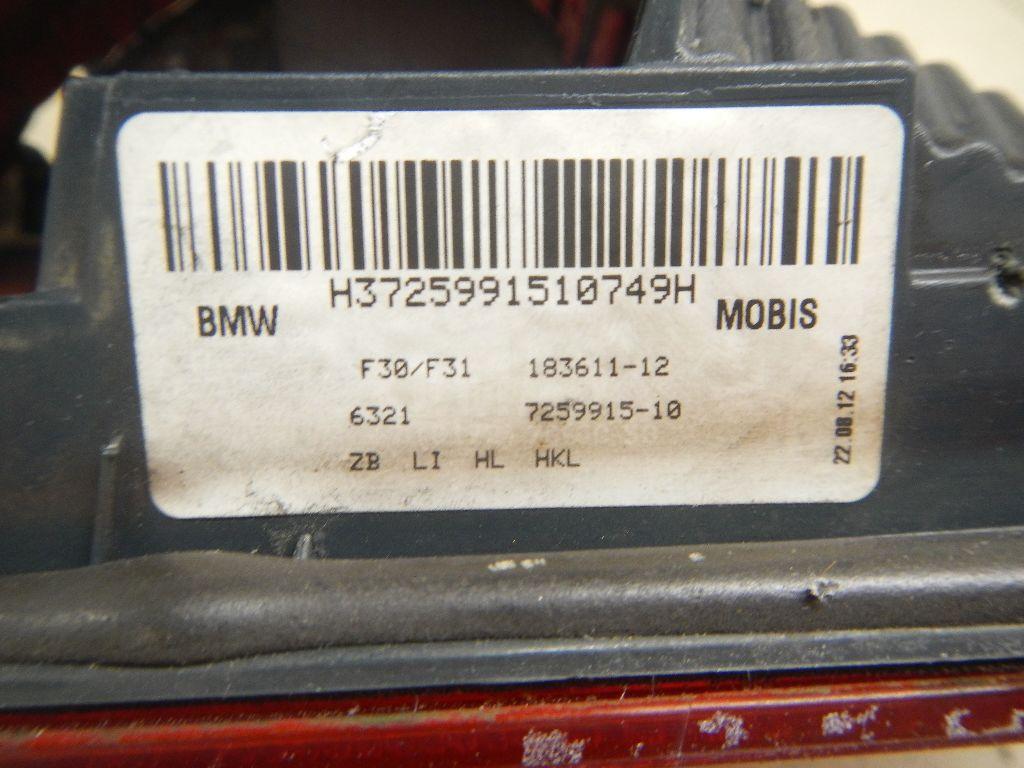 H3725991510749H
BMW
MOBIS
F30/F31 183611-12
6321 7259915-10
ZB LI HL HKL
22.08.12 16:33